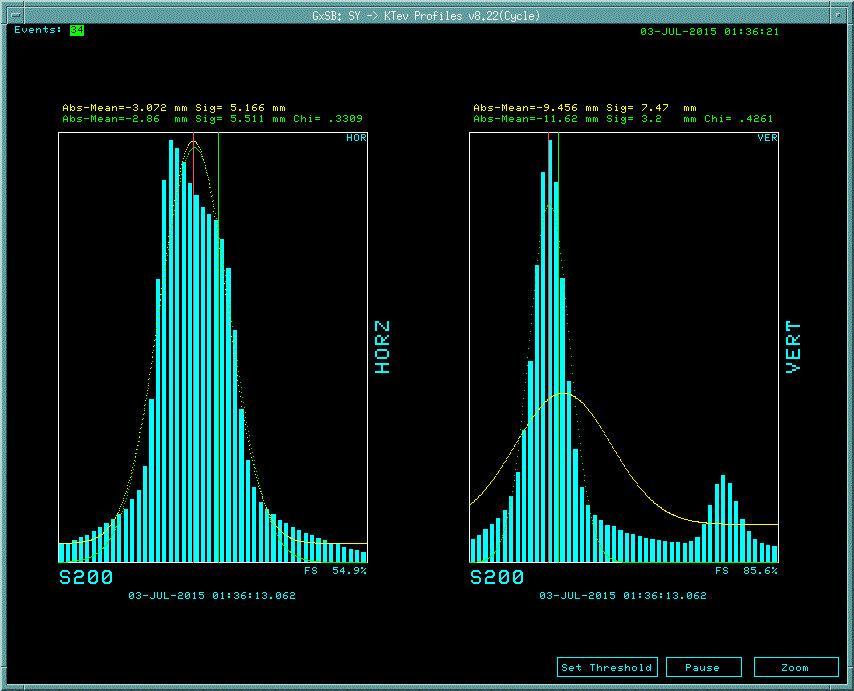 GxSB: SY -> KTev Profiles v8.22(Cycle)
Events: 34
03-JUL-2015 01:36:21
Abs-Mean=-3.072 mm Sig= 5.166 mm
Abs-Mean=-2.86 mm Sig= 5.511 mm Chi= .3309
HOR
HORZ
S200
FS 54.9%
03-JUL-2015 01:36:13.062
Abs-Mean=-9.456 mm Sig= 7.47 mm
Abs-Mean=-11.62 mm Sig= 3.2 mm Chi= .4261
VER
VERT
S200
FS 85.6%
03-JUL-2015 01:36:13.062
Set Threshold
Pause
Zoom